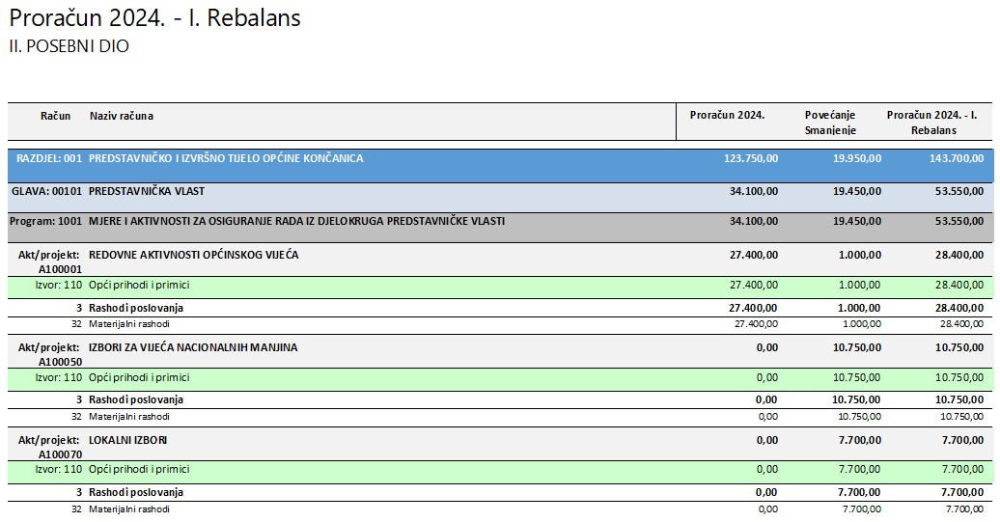 Proračun 2024. - I. Rebalans
II. POSEBNI DIO
Račun Naziv računa Proračun 2024. Povećanje Smanjenje Proračun 2024. - I. Rebalans
RAZDJEL: 001 PREDSTAVNIČKO I IZVRŠNO TIJELO OPĆINE KONČANICA 123.750,00 19.950,00 143.700,00
GLAVA: 00101 PREDSTAVNIČKA VLAST 34.100,00 19.450,00 53.550,00
Program: 1001 MJERE I AKTIVNOSTI ZA OSIGURANJE RADA IZ DJELOKRUGA PREDSTAVNIČKE VLASTI 34.100,00 19.450,00 53.550,00
Akt/projekt: A100001 REDOVNE AKTIVNOSTI OPĆINSKOG VIJEĆA 27.400,00 1.000,00 28.400,00
Izvor: 110 Opći prihodi i primici 27.400,00 1.000,00 28.400,00
3 Rashodi poslovanja 27.400,00 1.000,00 28.400,00
32 Materijalni rashodi 27.400,00 1.000,00 28.400,00
Akt/projekt: A100050 IZBORI ZA VIJEĆA NACIONALNIH MANJINA 0,00 10.750,00 10.750,00
Izvor: 110 Opći prihodi i primici 0,00 10.750,00 10.750,00
3 Rashodi poslovanja 0,00 10.750,00 10.750,00
32 Materijalni rashodi 0,00 10.750,00 10.750,00
Akt/projekt: A100070 LOKALNI IZBORI 0,00 7.700,00 7.700,00
Izvor: 110 Opći prihodi i primici 0,00 7.700,00 7.700,00
3 Rashodi poslovanja 0,00 7.700,00 7.700,00
32 Materijalni rashodi 0,00 7.700,00 7.700,00